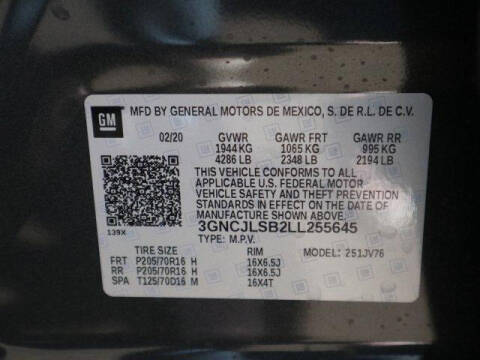 GM
MFD BY GENERAL MOTORS DE MEXICO, S. DE R.L. DE C.V.
02/20 GVWR GAWR FRT GAWR RR
1944 KG 1065 KG 995 KG
4286 LB 2348 LB 2194 LB
THIS VEHICLE CONFORMS TO ALL
APPLICABLE U.S. FEDERAL MOTOR
VEHICLE SAFETY AND THEFT PREVENTION
STANDARDS IN EFFECT ON THE DATE OF
MANUFACTURE SHOWN ABOVE.
139X 3GNCJLSB2LL255645
TYPE: M.P.V. MODEL: 251JV76
TIRE SIZE RIM
FRT P205/70R16 H 16X6.5J
RR P205/70R16 H 16X6.5J
SPA T125/70D16 M 16X4T